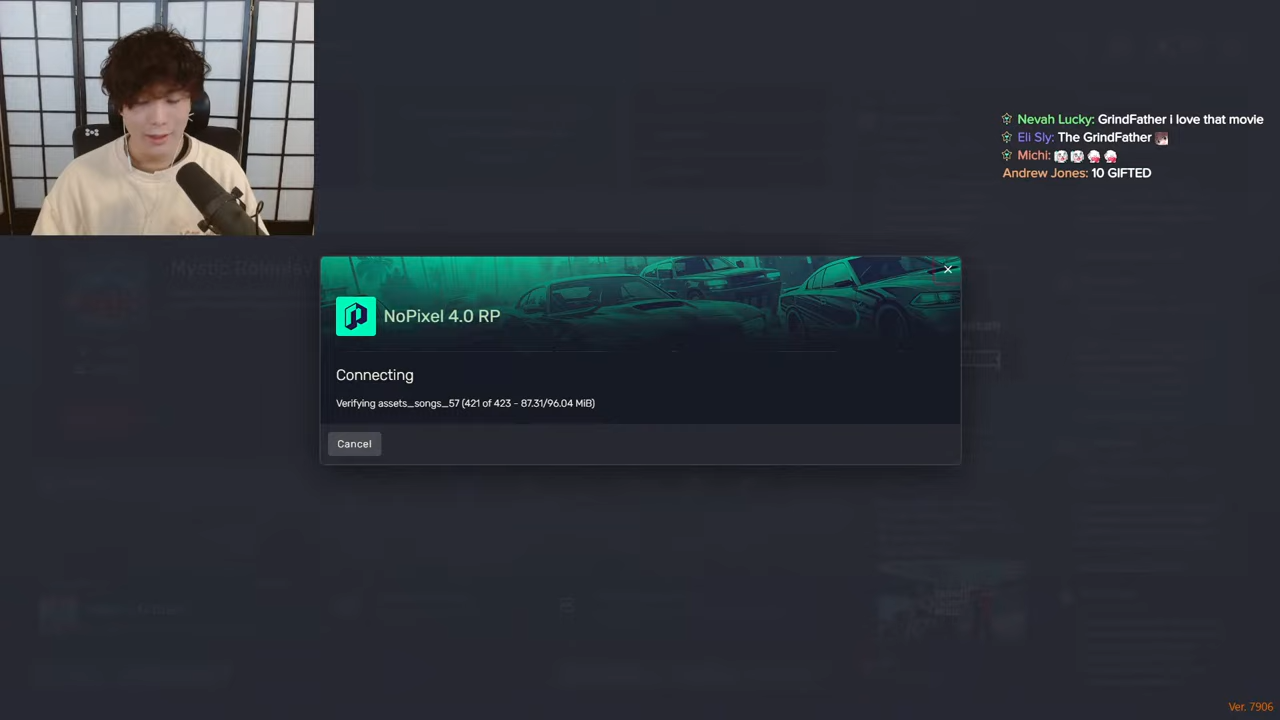 Nevah Lucky: GrindFather i love that movie
Eli Sly: The GrindFather
Michi:
Andrew Jones: 10 GIFTED
NoPixel 4.0 RP
Connecting
Verifying assets_songs_57 (421 of 423 - 87.31/96.04 MiB)
Cancel
Ver. 7906